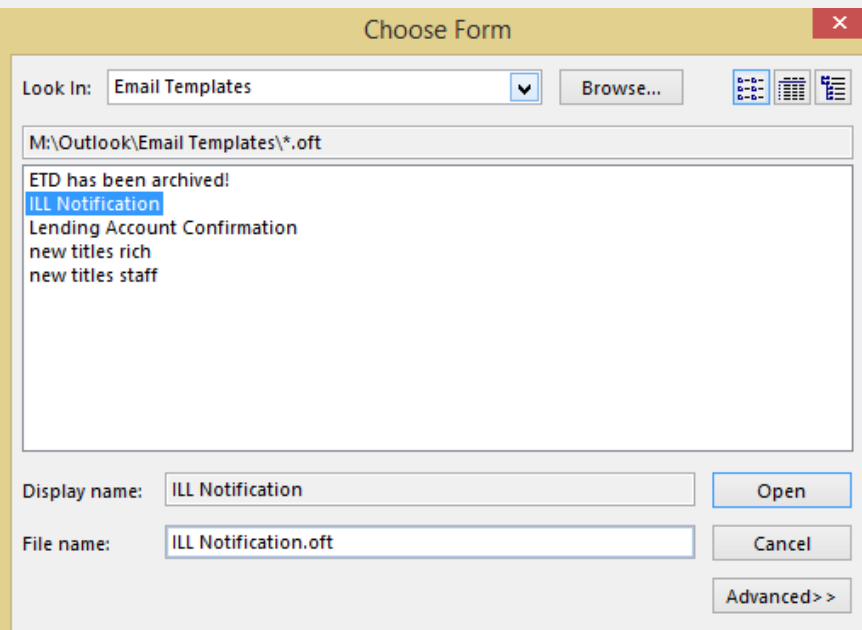 Choose Form
Look In: Email Templates Browse...
M:\Outlook\Email Templates\*.oft
ETD has been archived!
ILL Notification
Lending Account Confirmation
new titles rich
new titles staff
Display name: ILL Notification Open
File name: ILL Notification.oft Cancel
Advanced>>